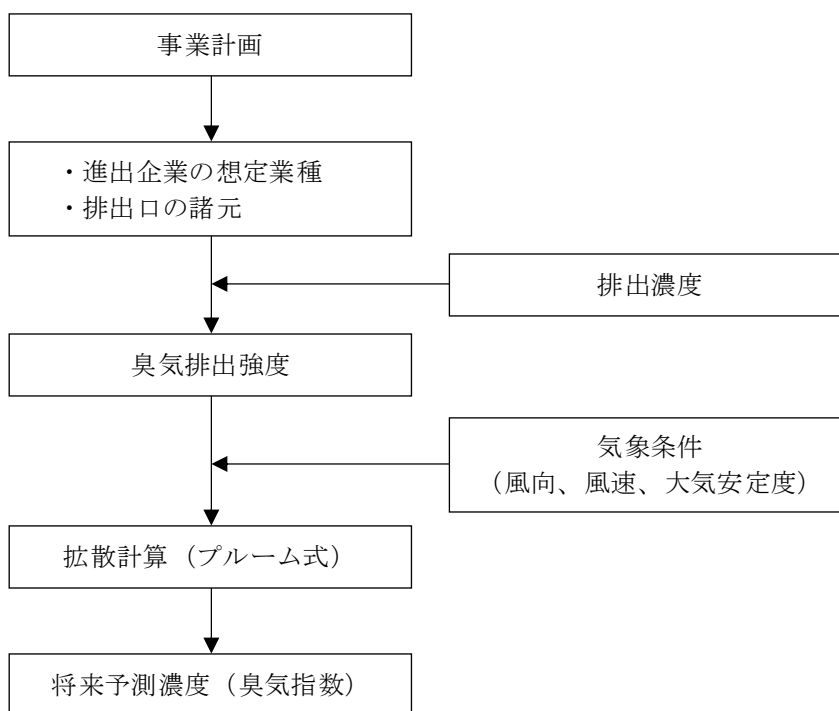 事業計画
・進出企業の想定業種
・排出口の諸元
排出濃度
臭気排出強度
気象条件
（風向、風速、大気安定度）
拡散計算（プルーム式）
将来予測濃度（臭気指数）